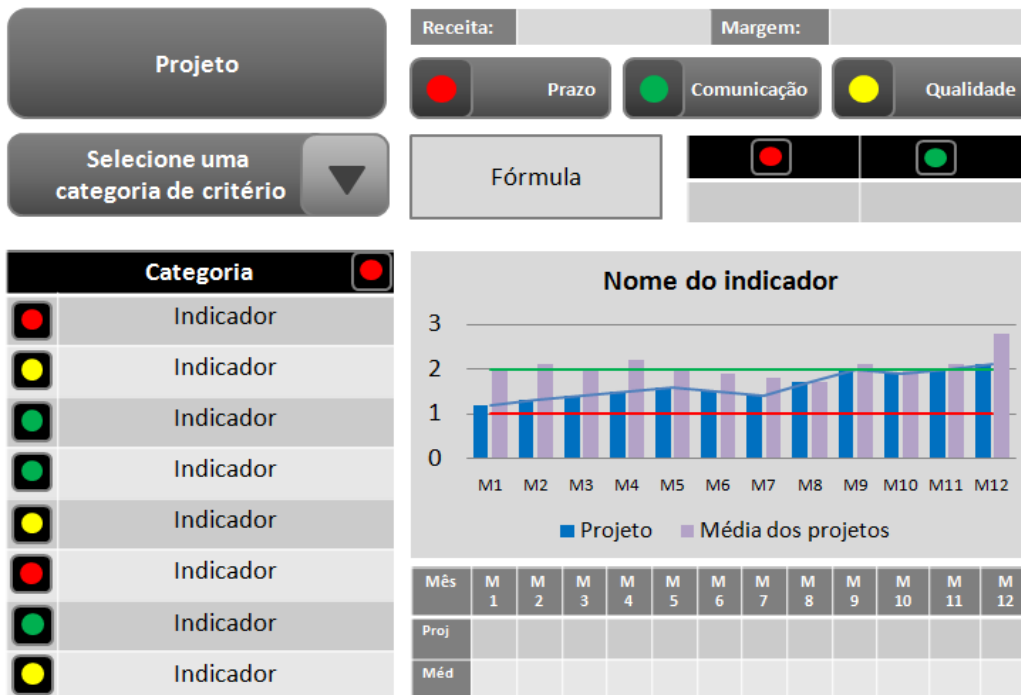 Projeto
Receita:
Margem:
Prazo
Comunicação
Qualidade
Selecione uma
categoria de critério
Fórmula
Categoria
Indicador
Indicador
Indicador
Indicador
Indicador
Indicador
Indicador
Indicador
Nome do indicador
3
2
1
0
M1 M2 M3 M4 M5 M6 M7 M8 M9 M10 M11 M12
Projeto Média dos projetos
Mês M M M M M M M M M M M M
1 2 3 4 5 6 7 8 9 10 11 12
Proj
Méd